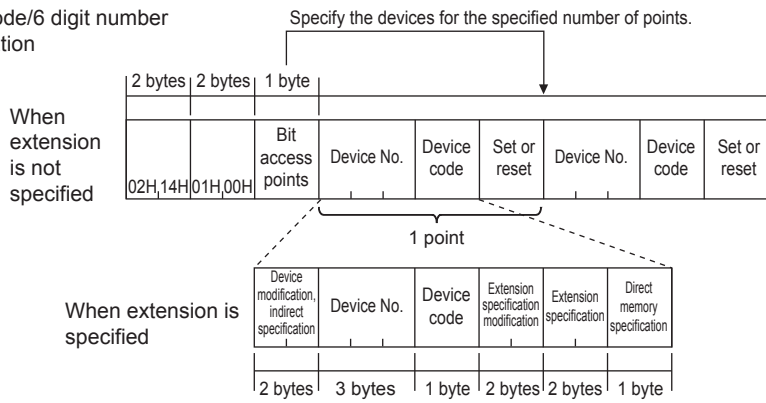 ode/6 digit number
tion
Specify the devices for the specified number of points.
2 bytes 2 bytes 1 byte
When
extension
is not
specified
02H,14H 01H,00H
Bit
access
points
Device No.
Device
code
Set or
reset
Device No.
Device
code
Set or
reset
1 point
When extension is
specified
Device
modification,
indirect
specification
Device No.
Device
code
Extension
specification
modification
Extension
specification
Direct
memory
specification
2 bytes 3 bytes 1 byte 2 bytes 2 bytes 1 byte